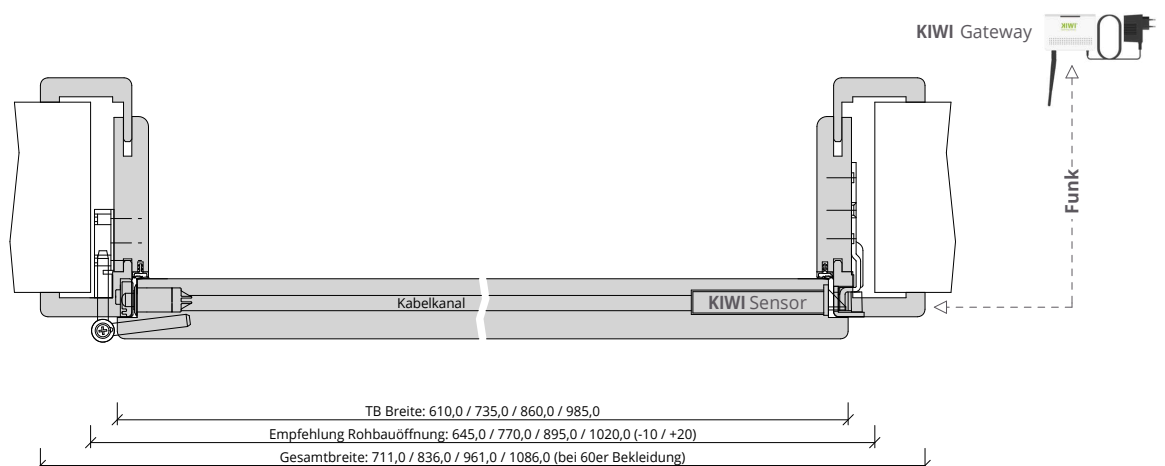 KIWI Gateway
KIWI
Funk
Kabelkanal
KIWI Sensor
TB Breite: 610,0 / 735,0 / 860,0 / 985,0
Empfehlung Rohbauöffnung: 645,0 / 770,0 / 895,0 / 1020,0 (-10 / +20)
Gesamtbreite: 711,0 / 836,0 / 961,0 / 1086,0 (bei 60er Bekleidung)